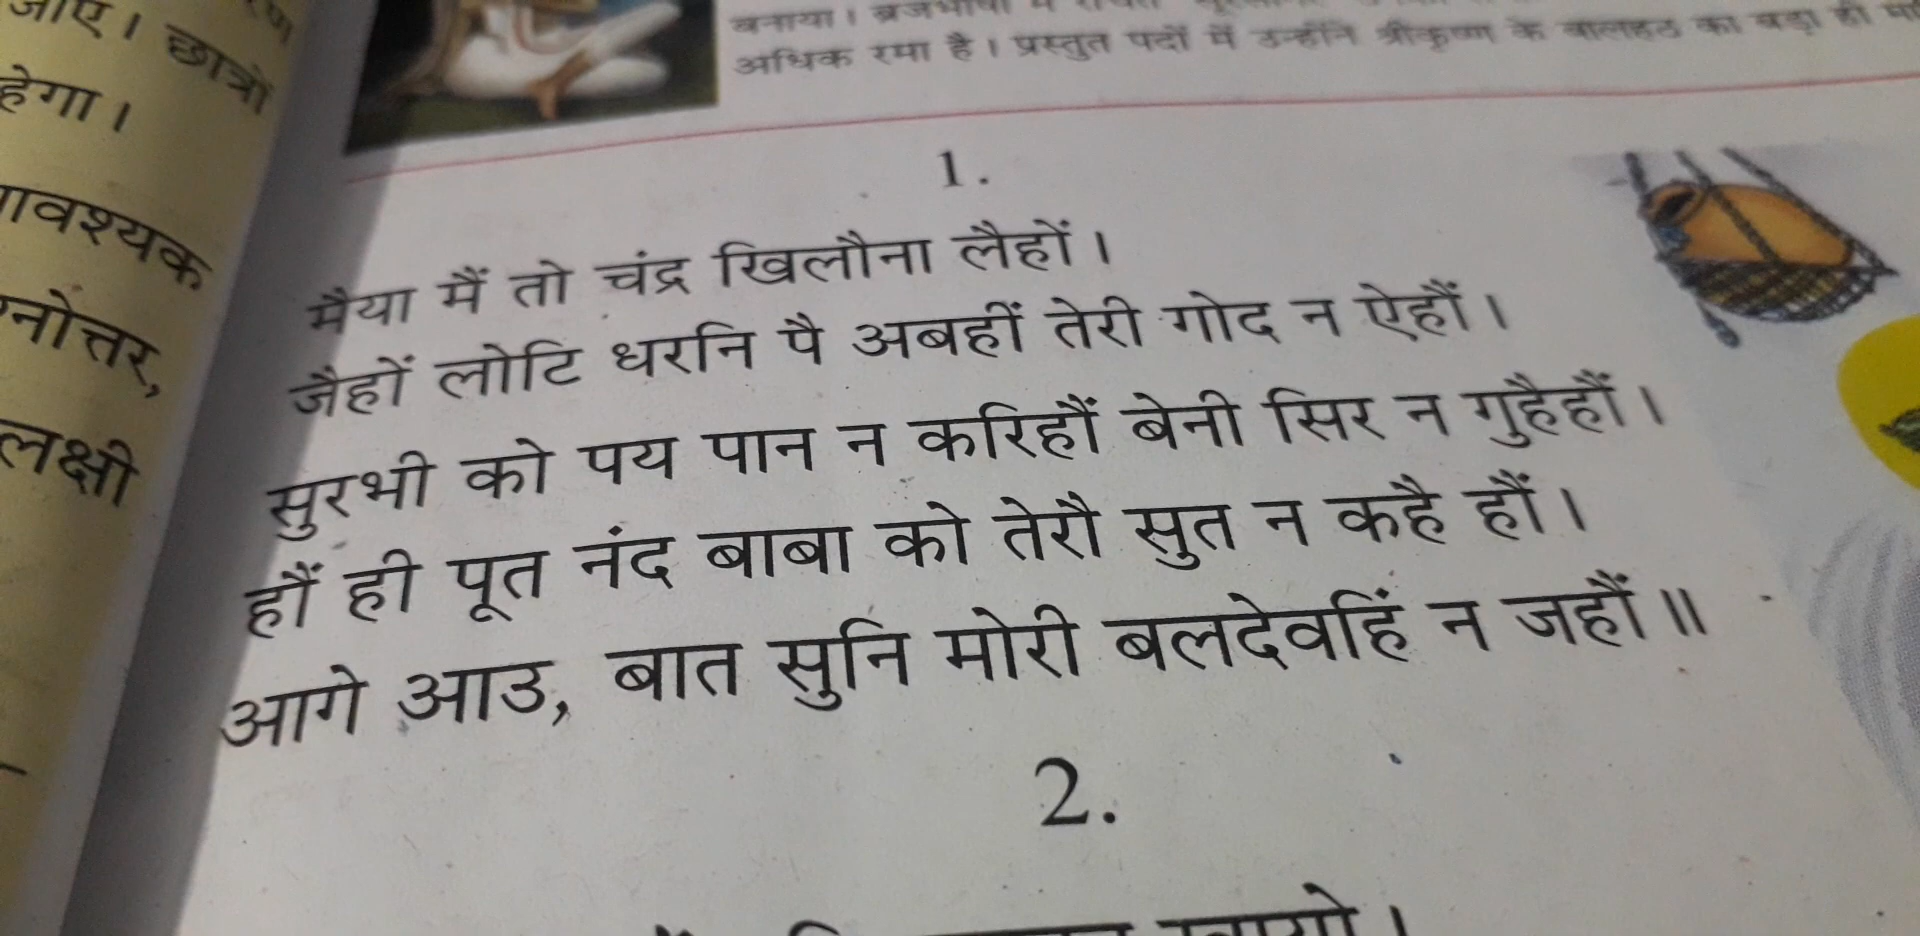 जाए। छात्रों
हेगा।
लक्षी
अधिक रमा है। प्रस्तुत पदों में उन्होंने श्रीकृष्ण के बालहठ का बड़ा ही
1.
मैया मैं तो चंद्र खिलौना लैहों।
जैहों लोटि धरनि पै अबहीं तेरी गोद न ऐहौं।
सुरभी को पय पान न करिहौं बेनी सिर न गुहैहौं।
हौं ही पूत नंद बाबा को तेरौ सुत न कहै हौं।
आगे आउ, बात सुनि मोरी बलदेवहिं न जहौं॥
2.